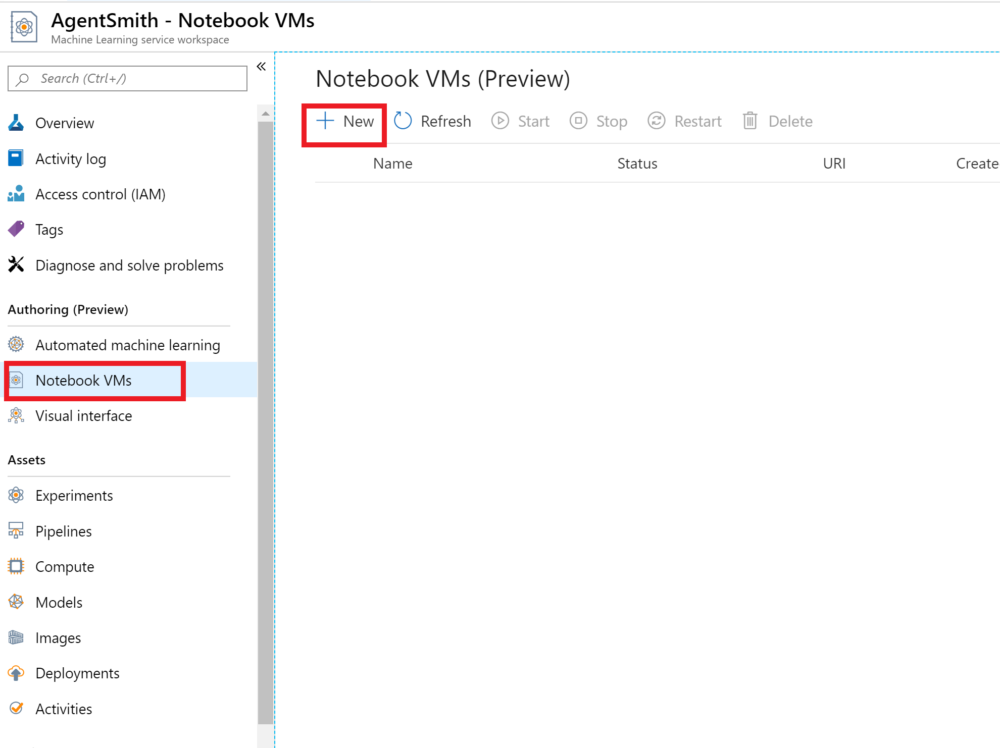 AgentSmith - Notebook VMs
Machine Learning service workspace
Search (Ctrl+/)
Overview
Activity log
Access control (IAM)
Tags
Diagnose and solve problems
Authoring (Preview)
Automated machine learning
Notebook VMs
Visual interface
Assets
Experiments
Pipelines
Compute
Models
Images
Deployments
Activities
Notebook VMs (Preview)
New Refresh Start Stop Restart Delete
Name Status URI